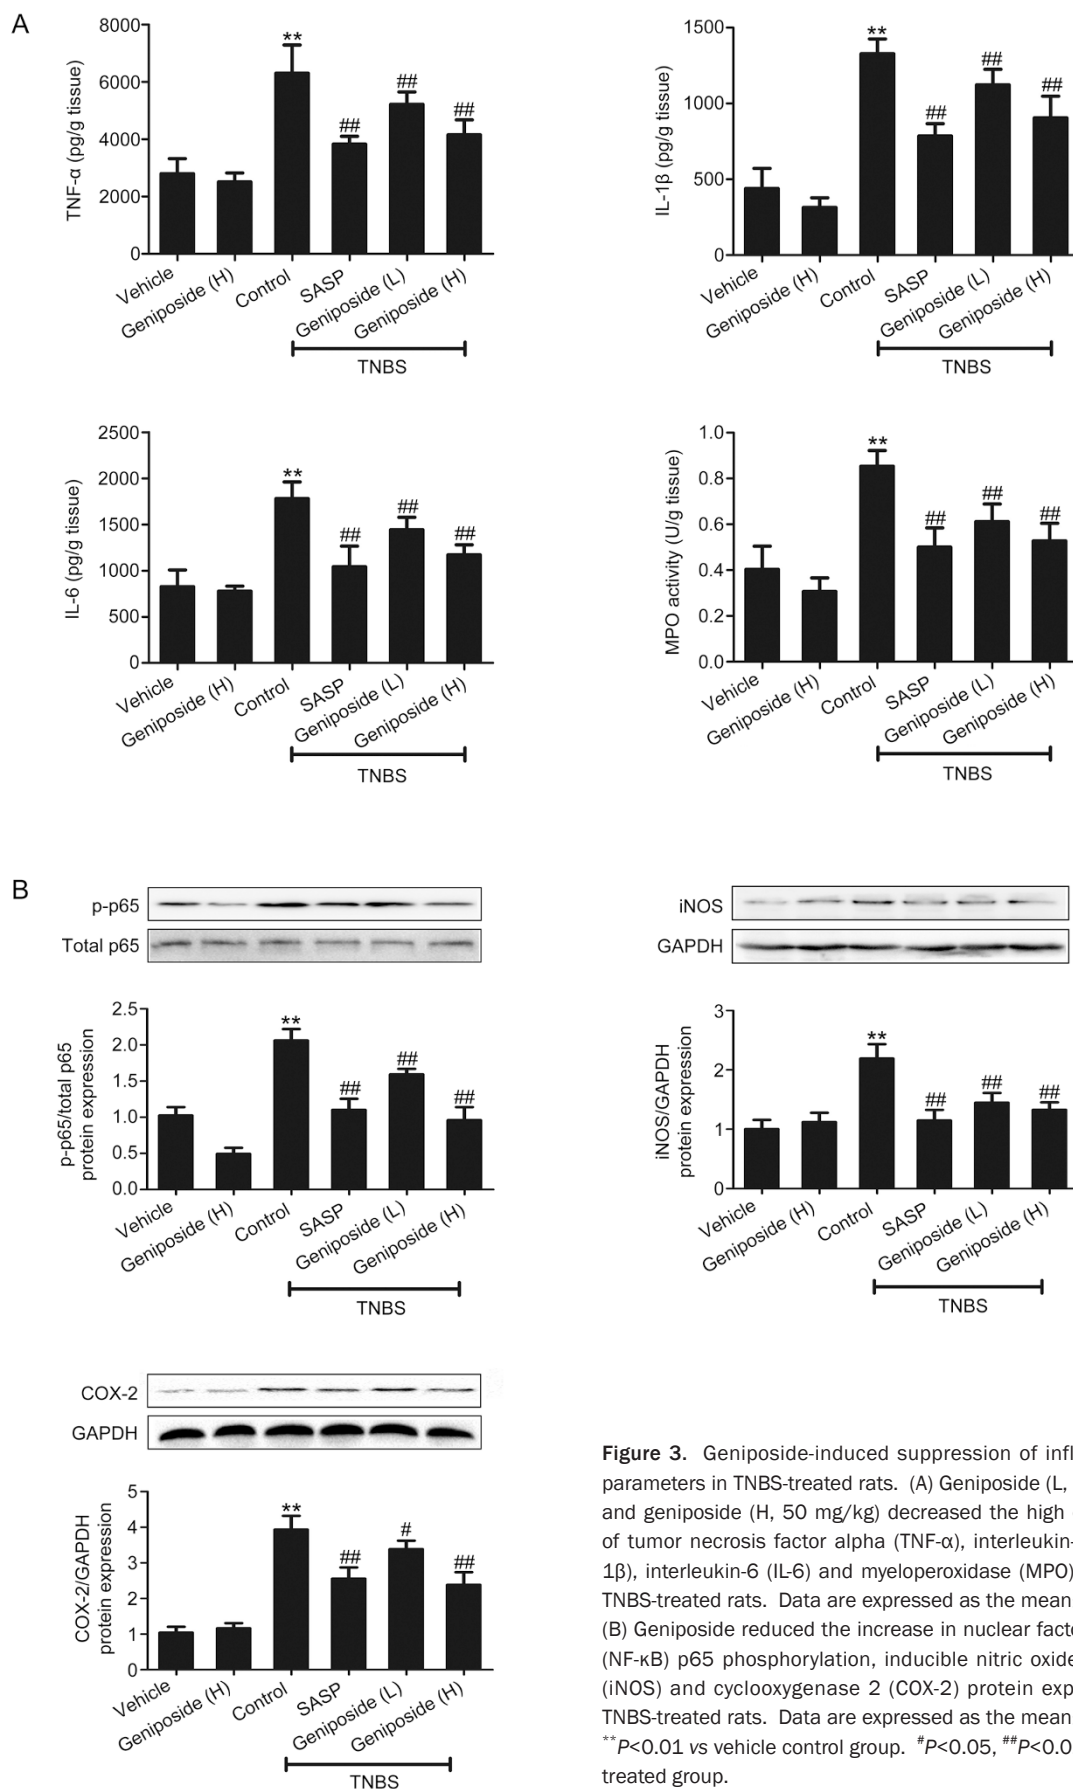 A
TNF-α (pg/g tissue)
8000
6000
4000
2000
0
**
##
##
##
Vehicle
Geniposide (H)
Control
SASP
Geniposide (L)
Geniposide (H)
TNBS
IL-1β (pg/g tissue)
1500
1000
500
0
**
##
##
##
Vehicle
Geniposide (H)
Control
SASP
Geniposide (L)
Geniposide (H)
TNBS
IL-6 (pg/g tissue)
2500
2000
1500
1000
500
0
**
##
##
##
Vehicle
Geniposide (H)
Control
SASP
Geniposide (L)
Geniposide (H)
TNBS
MPO activity (U/g tissue)
1.0
0.8
0.6
0.4
0.2
0.0
**
##
##
##
Vehicle
Geniposide (H)
Control
SASP
Geniposide (L)
Geniposide (H)
TNBS
B
p-p65
Total p65
p-p65/total p65
protein expression
2.5
2.0
1.5
1.0
0.5
0.0
**
##
##
##
Vehicle
Geniposide (H)
Control
SASP
Geniposide (L)
Geniposide (H)
TNBS
iNOS
GAPDH
iNOS/GAPDH
protein expression
3
2
1
0
**
##
##
##
Vehicle
Geniposide (H)
Control
SASP
Geniposide (L)
Geniposide (H)
TNBS
COX-2
GAPDH
COX-2/GAPDH
protein expression
5
4
3
2
1
0
**
##
#
##
Vehicle
Geniposide (H)
Control
SASP
Geniposide (L)
Geniposide (H)
TNBS
Figure 3. Geniposide-induced suppression of infl
parameters in TNBS-treated rats. (A) Geniposide (L,
and geniposide (H, 50 mg/kg) decreased the high
of tumor necrosis factor alpha (TNF-α), interleukin-
1β), interleukin-6 (IL-6) and myeloperoxidase (MPO)
TNBS-treated rats. Data are expressed as the mean
(B) Geniposide reduced the increase in nuclear facto
(NF-κB) p65 phosphorylation, inducible nitric oxide
(iNOS) and cyclooxygenase 2 (COX-2) protein exp
TNBS-treated rats. Data are expressed as the mean
**P<0.01 vs vehicle control group. #P<0.05, ##P<0.0
treated group.